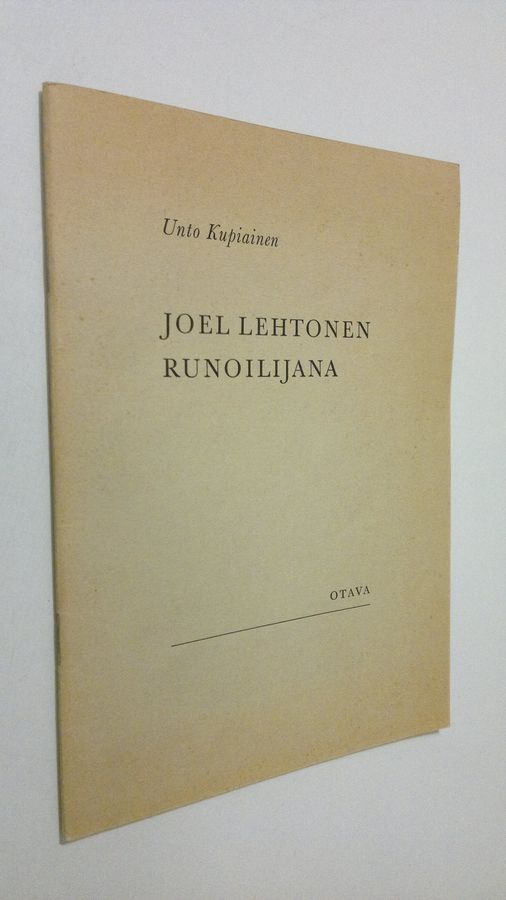 Unto Kupiainen
JOEL LEHTONEN
RUNOILIJANA
OTAVA